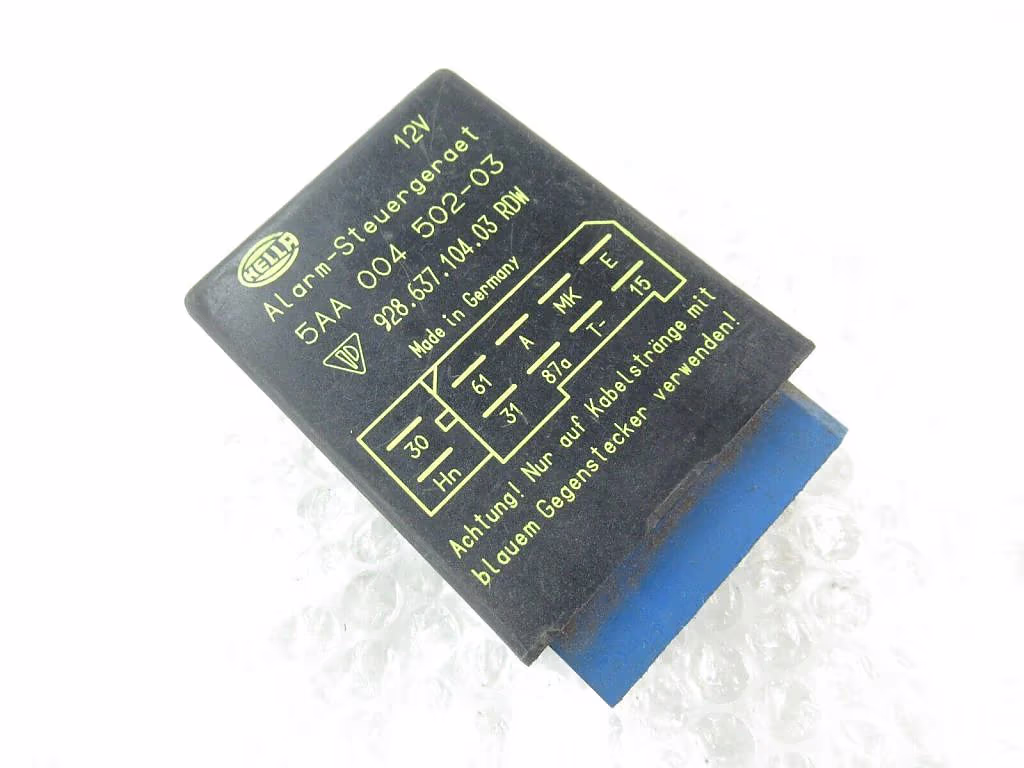 12V
HELLA
Alarm-Steuergeraet
5AA 004 502-03
928.637.104.03 RDW
Made in Germany
E
MK 15
A T-
61 87a
30 31
Hn
Achtung! Nur auf Kabelstränge mit
blauem Gegenstecker verwenden!